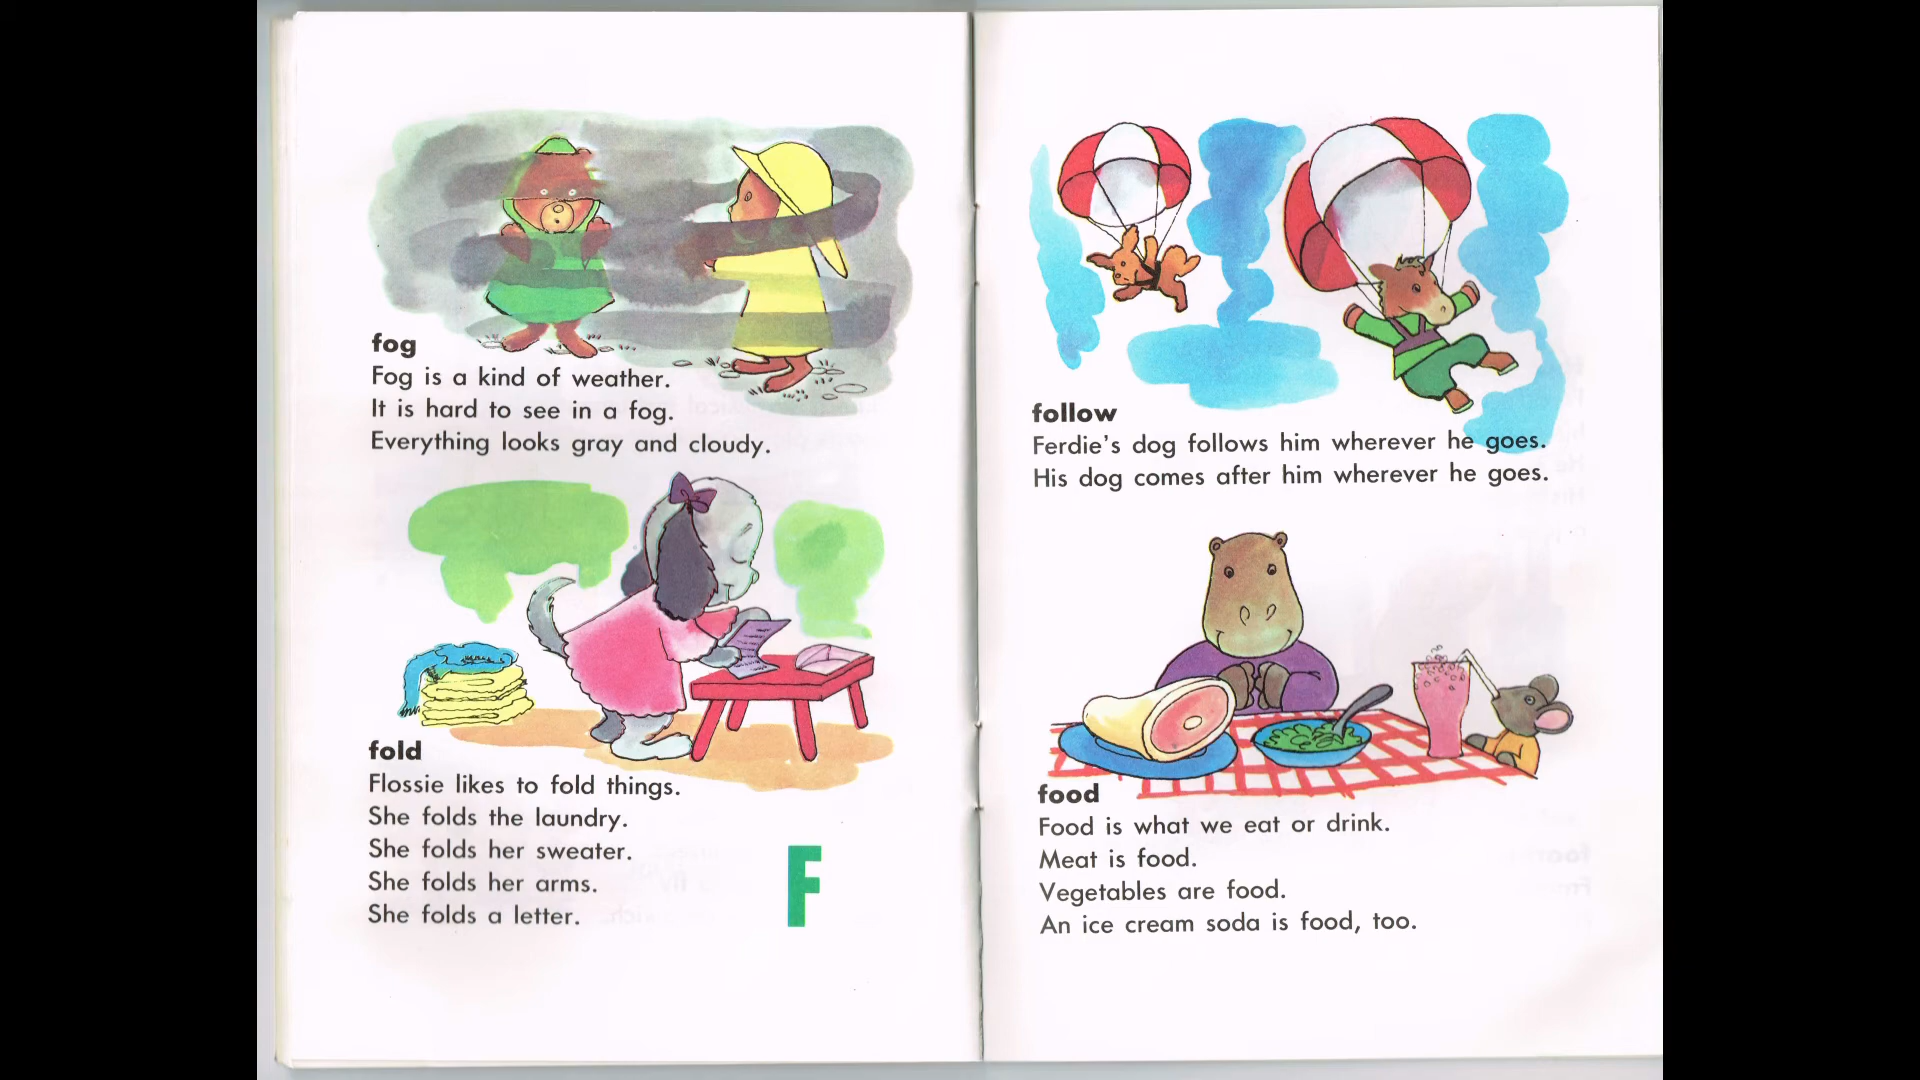 fog
Fog is a kind of weather.
It is hard to see in a fog.
Everything looks gray and cloudy.
fold
Flossie likes to fold things.
She folds the laundry.
She folds her sweater.
She folds her arms.
She folds a letter.
F
follow
Ferdie's dog follows him wherever he goes.
His dog comes after him wherever he goes.
food
Food is what we eat or drink.
Meat is food.
Vegetables are food.
An ice cream soda is food, too.